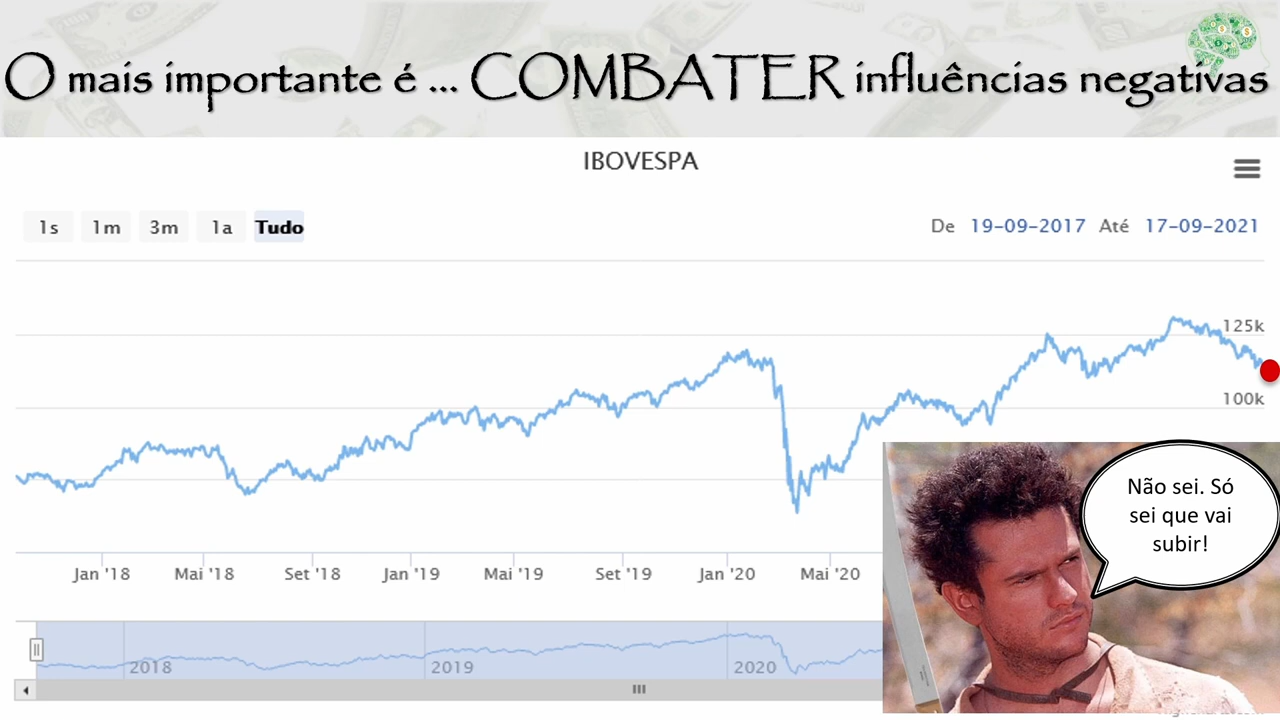 O mais importante é ... COMBATER influências negativas
IBOVESPA
1s 1m 3m 1a Tudo
De 19-09-2017 Até 17-09-2021
125k
100k
Não sei. Só
sei que vai
subir!
Jan '18 Mai '18 Set '18 Jan '19 Mai '19 Set '19 Jan '20 Mai '20
2018 2019 2020